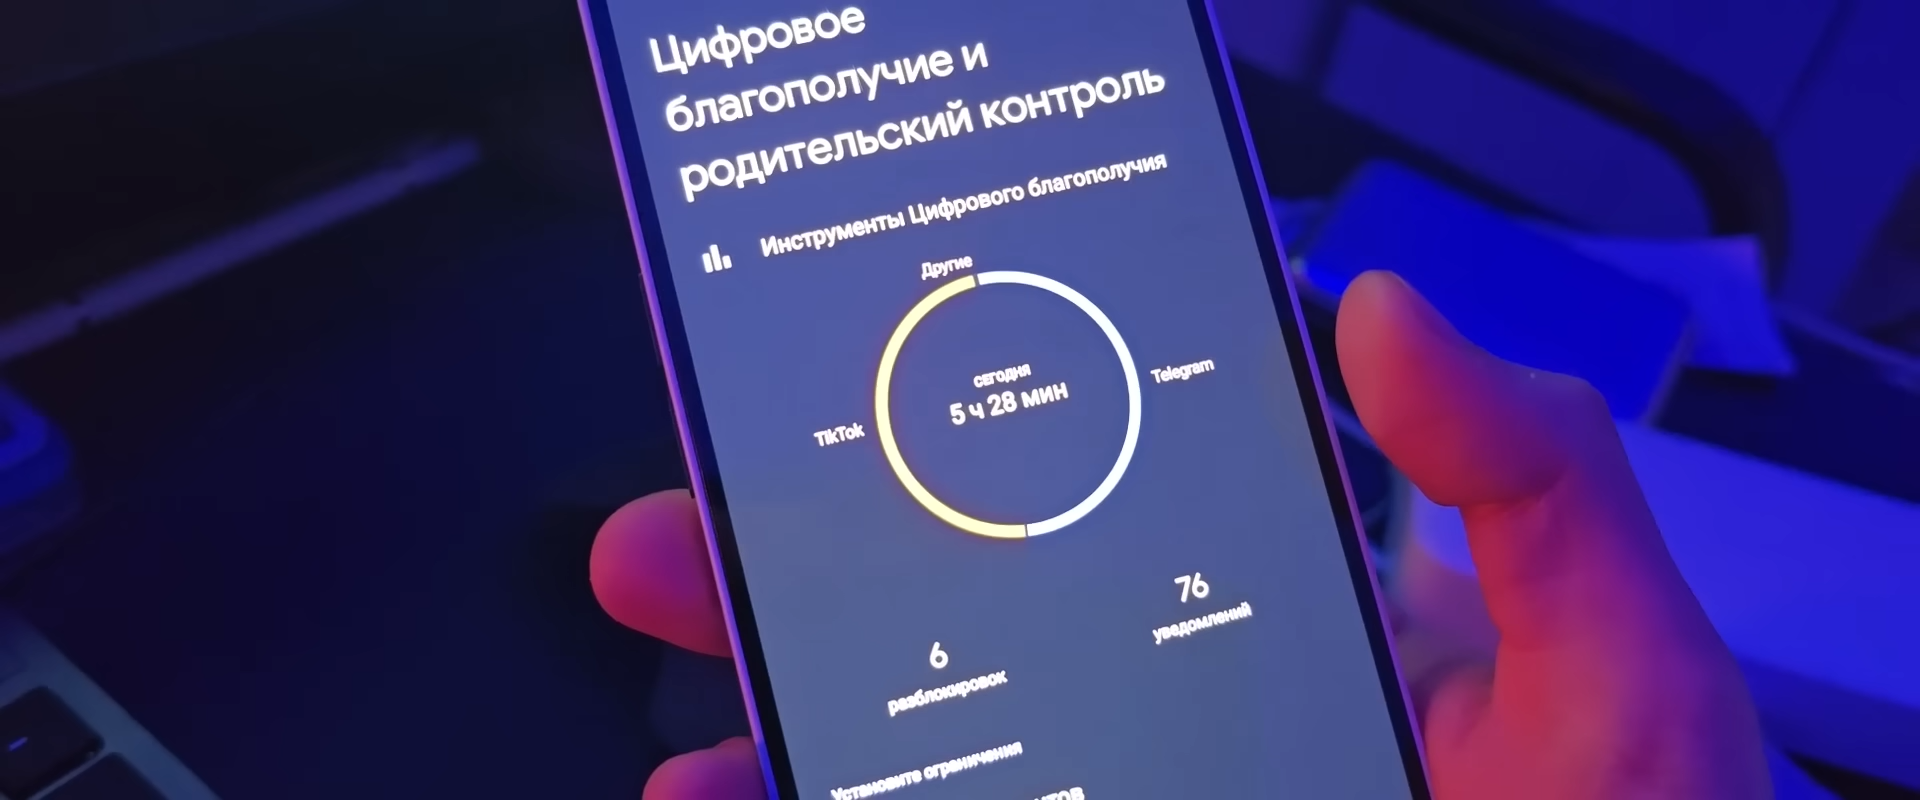 Цифровое
благополучие и
родительский контроль
Инструменты Цифрового благополучия
Другие
сегодня
5 ч 28 мин
Telegram
TikTok
76
уведомлений
6
разблокировок
Установите ограничения